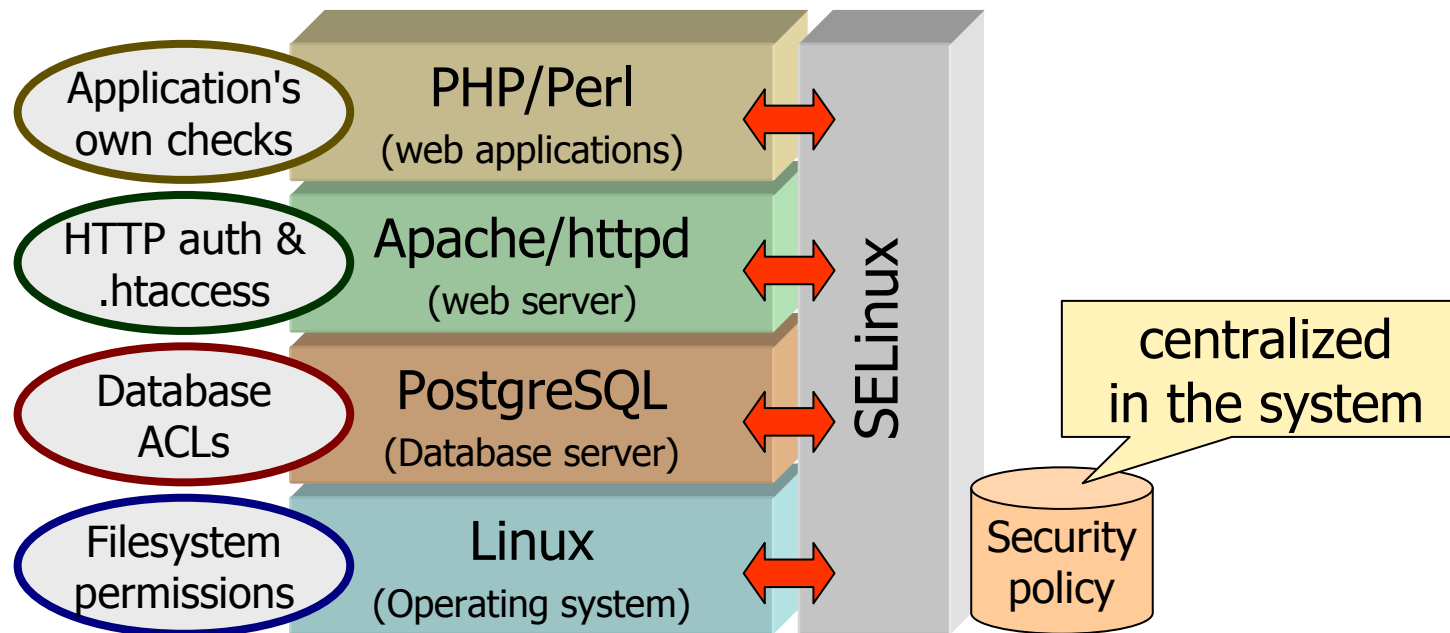 Application's
own checks
PHP/Perl
(web applications)
HTTP auth &
.htaccess
Apache/httpd
(web server)
Database
ACLs
PostgreSQL
(Database server)
Filesystem
permissions
Linux
(Operating system)
SELinux
centralized
in the system
Security
policy